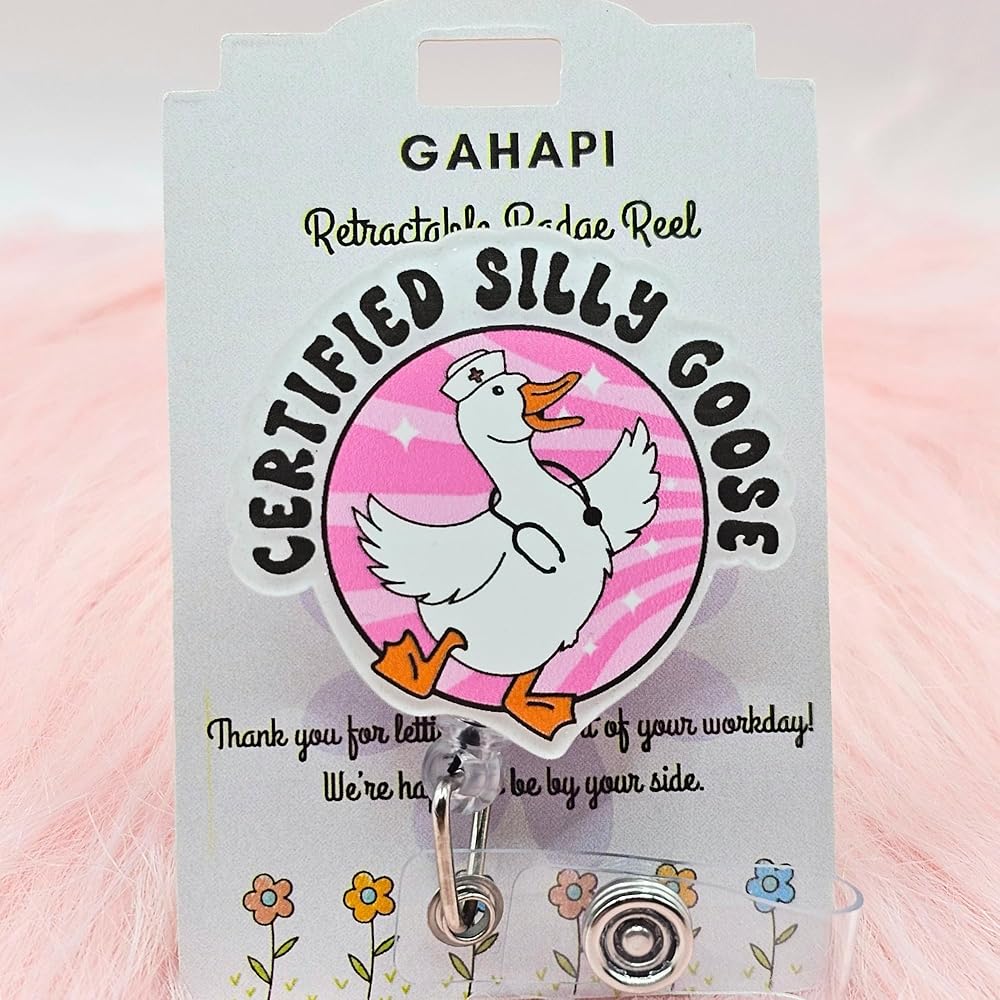 GAHAPI
Retractable Badge Reel
CERTIFIED SILLY GOOSE
Thank you for of your workday!
We're be by your side.